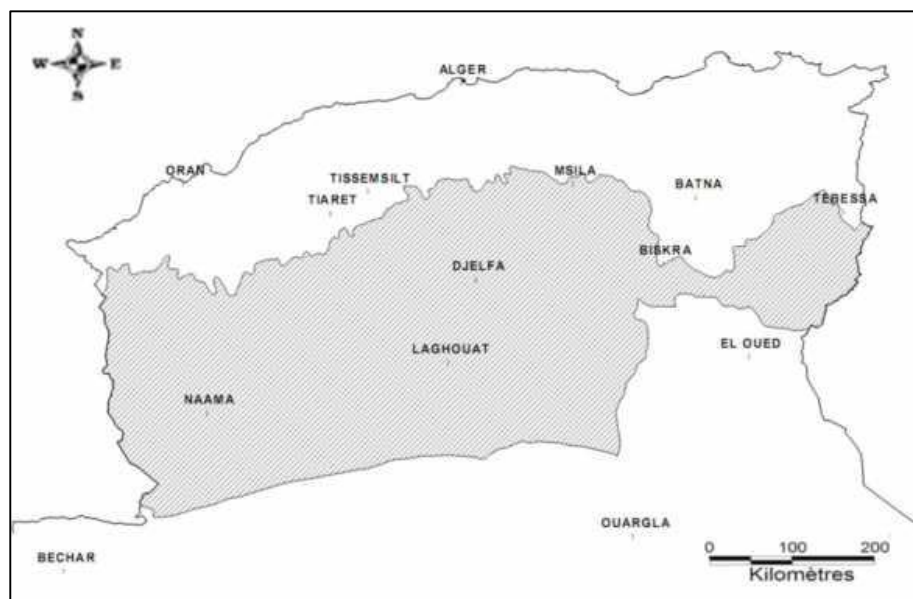 N
W E
S
ALGER
ORAN
TISSEMSILT
MSILA
TIARET
BATNA
TEBESSA
BISKRA
DJELFA
EL OUED
LAGHOUAT
NAAMA
OUARGLA
BECHAR
0 100 200
Kilomètres